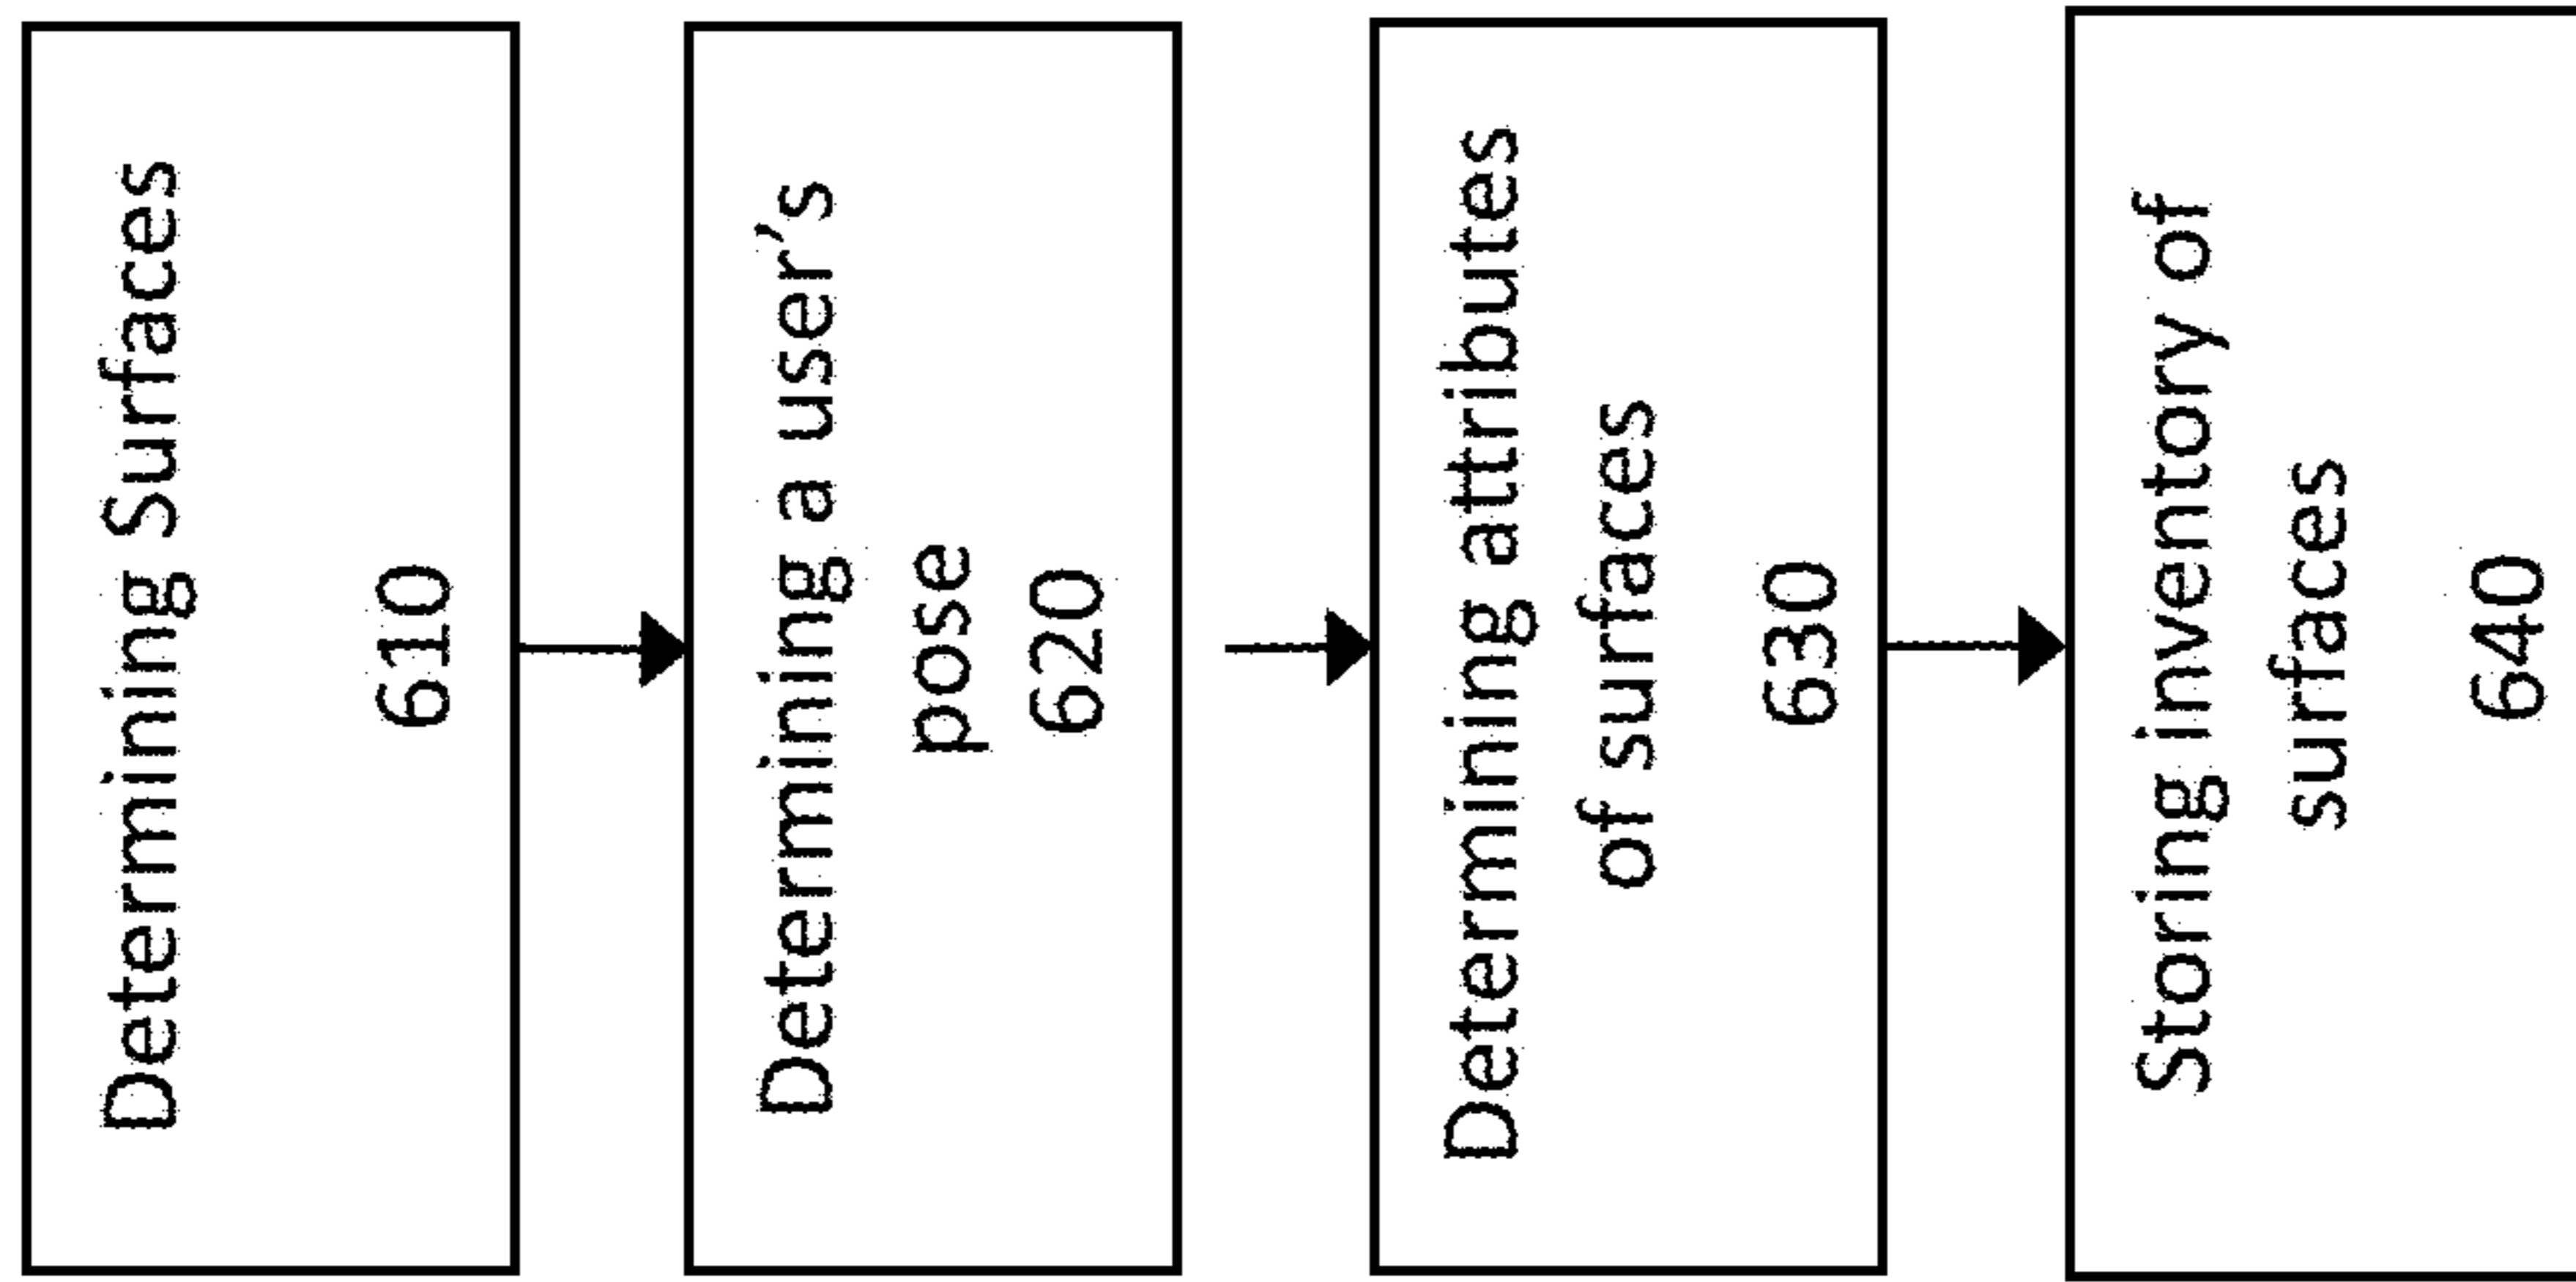 Determining Surfaces
610
Determining a user's
pose
620
Determining attributes
of surfaces
630
Storing inventory of
surfaces
640